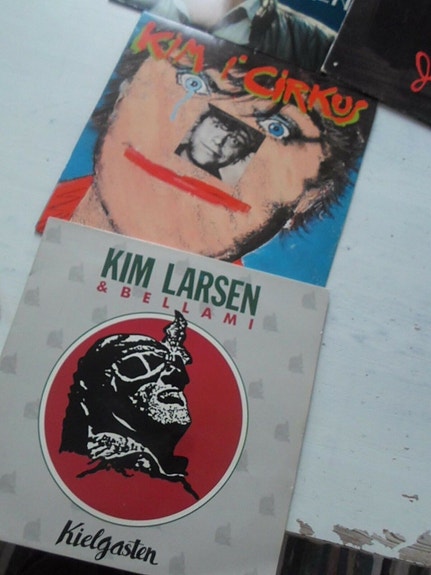 KIM i CIRKUS
KIM LARSEN
& BELLAMI
Kielgasten